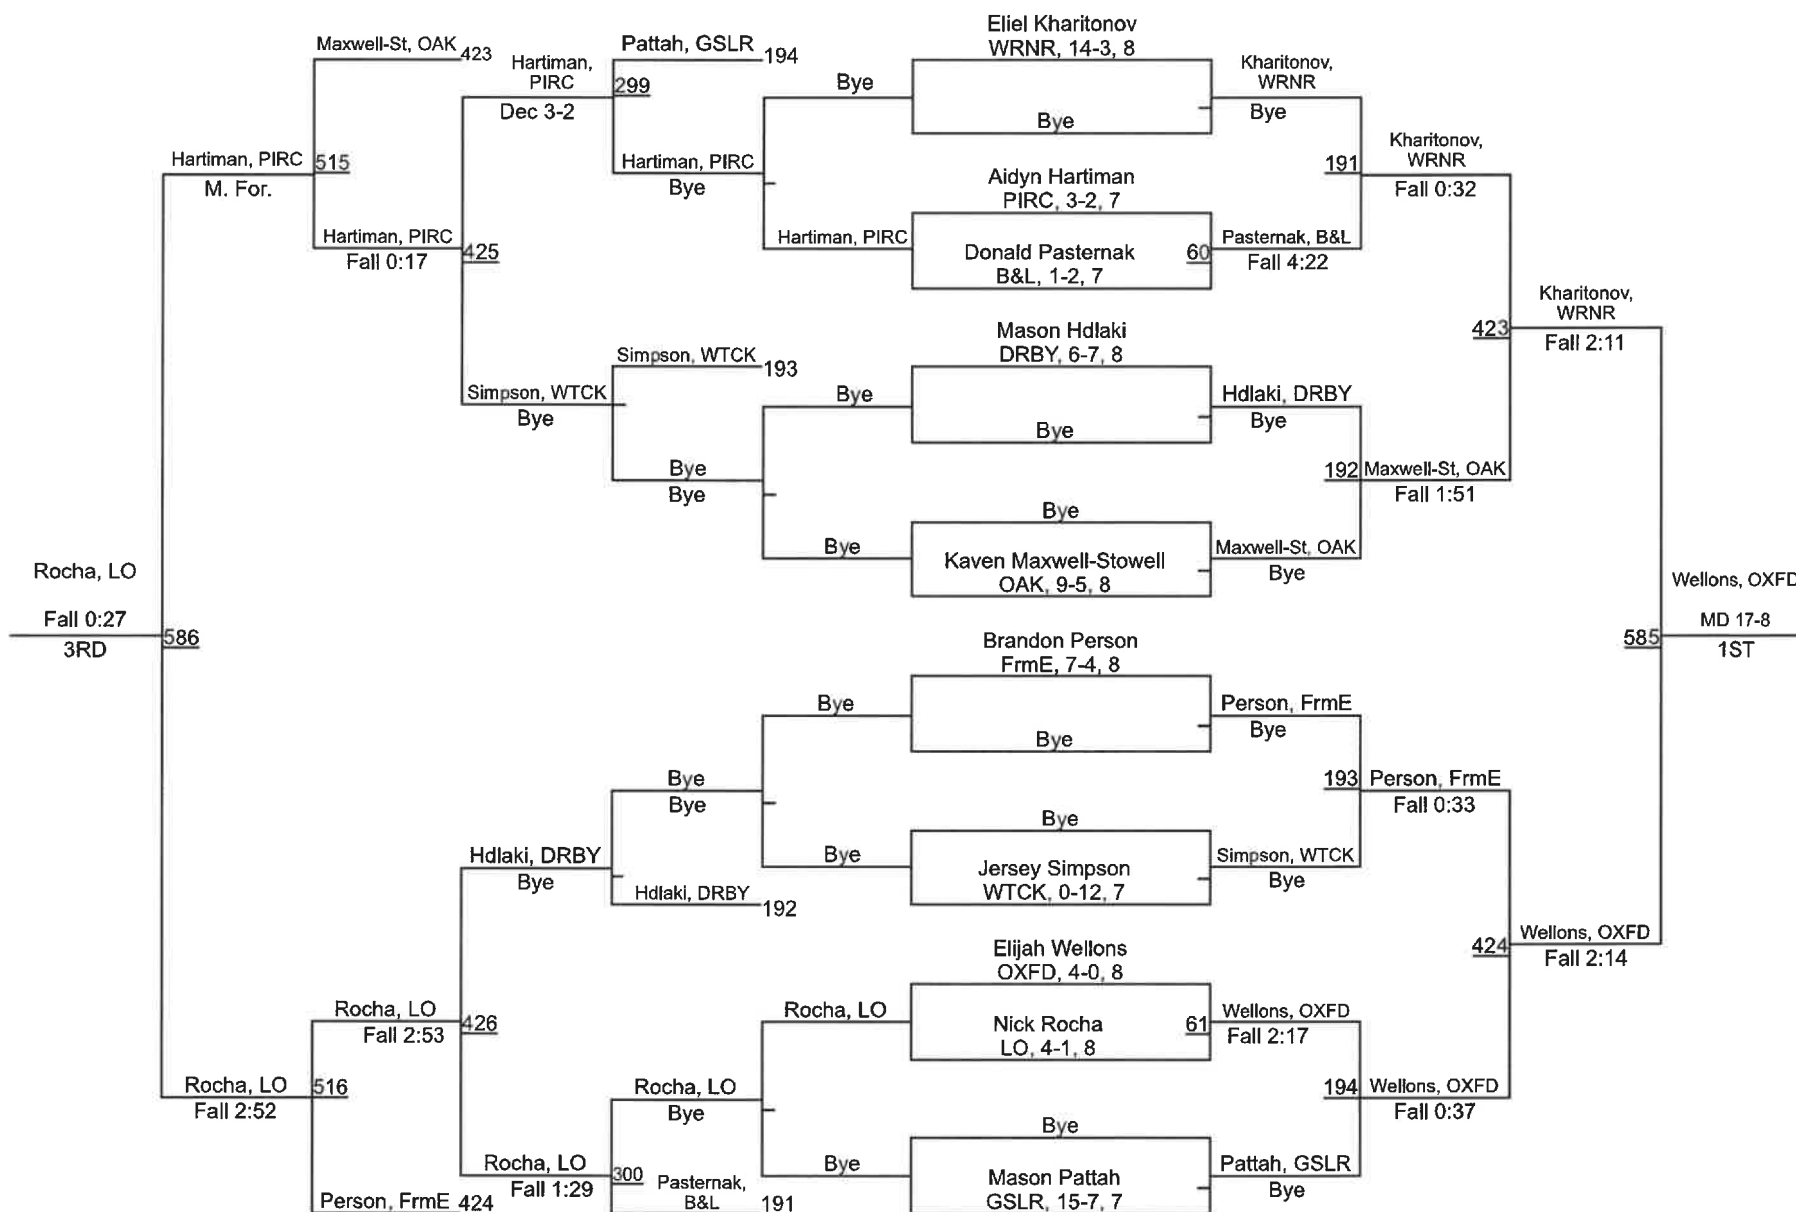 Maxwell-St, OAK
423
Hartiman,
PIRC
Dec 3-2
Pattah, GSLR
194
299
Hartiman, PIRC
Bye
Hartiman, PIRC
M. For.
515
Hartiman, PIRC
Fall 0:17
425
Simpson, WTCK
Bye
Simpson, WTCK
193
Bye
Bye
Bye
Hartiman, PIRC
Bye
Bye
Eliel Kharitonov
WRNR, 14-3, 8
Bye
Aidyn Hartiman
PIRC, 3-2, 7
Donald Pasternak
B&L, 1-2, 7
60
Mason Hdlaki
DRBY, 6-7, 8
Bye
Bye
Kaven Maxwell-Stowell
OAK, 9-5, 8
Kharitonov,
WRNR
Bye
191
Pasternak, B&L
Fall 4:22
Kharitonov,
WRNR
Fall 0:32
Hdlaki, DRBY
Bye
192
Maxwell-St, OAK
Fall 1:51
Maxwell-St, OAK
Bye
423
Kharitonov,
WRNR
Fall 2:11
Rocha, LO
Fall 0:27
3RD
586
585
Wellons, OXFD
MD 17-8
1ST
Brandon Person
FrmE, 7-4, 8
Bye
Bye
Jersey Simpson
WTCK, 0-12, 7
Elijah Wellons
OXFD, 4-0, 8
Nick Rocha
LO, 4-1, 8
61
Bye
Mason Pattah
GSLR, 15-7, 7
Bye
Bye
Bye
Bye
Hdlaki, DRBY
Bye
Hdlaki, DRBY
192
Rocha, LO
Fall 2:53
426
Rocha, LO
Rocha, LO
Bye
Bye
Rocha, LO
Fall 2:52
516
Rocha, LO
Fall 1:29
300
Pasternak,
B&L
191
Person, FrmE
424
Person, FrmE
Bye
193
Person, FrmE
Fall 0:33
Simpson, WTCK
Bye
424
Wellons, OXFD
Fall 2:14
Wellons, OXFD
Fall 2:17
194
Wellons, OXFD
Fall 0:37
Pattah, GSLR
Bye